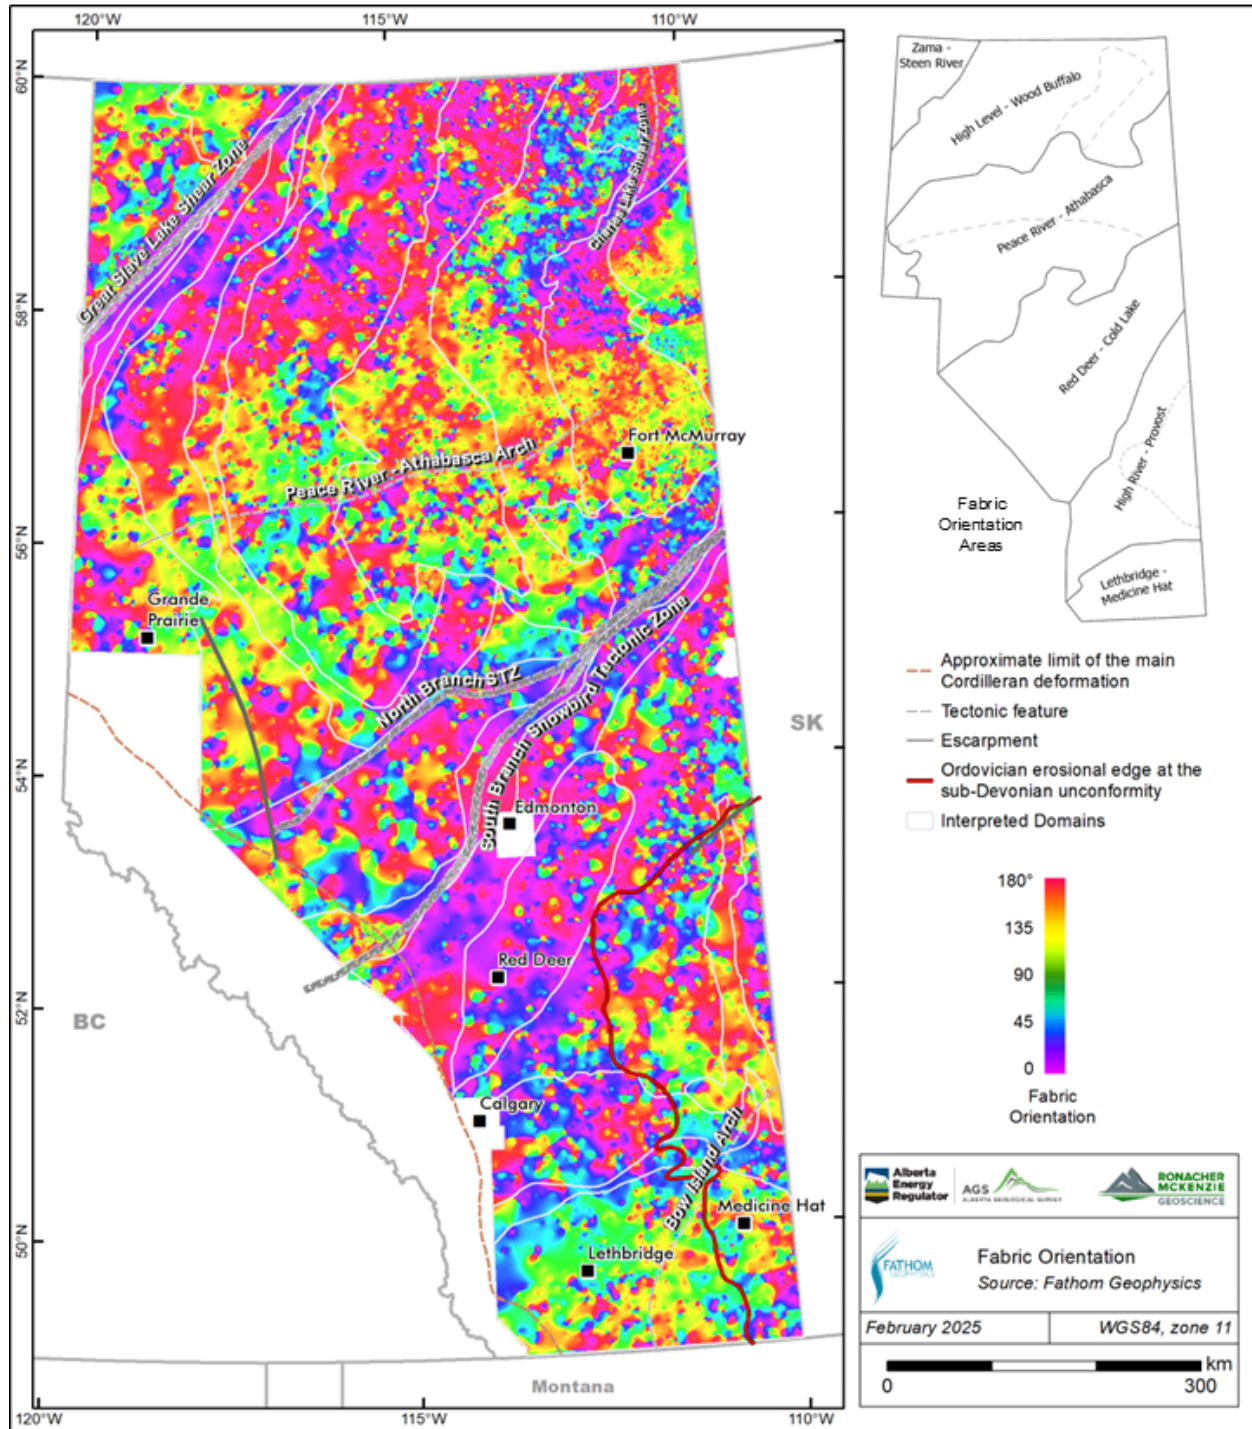 120°W
115°W
110°W
60°N
58°N
56°N
54°N
52°N
50°N
120°W
115°W
110°W
Great Slave Lake Shear Zone
Charles Lake Shear Zone
Fort McMurray
Peace River - Athabasca Arch
Grande
Prairie
North Branch STZ
South Branch Snowbird Tectonic Zone
SK
Edmonton
Red Deer
BC
Calgary
Bow Island Arch
Medicine Hat
Lethbridge
Montana
Zama -
Steen River
High Level - Wood Buffalo
Peace River - Athabasca
Red Deer - Cold Lake
High River - Provost
Lethbridge -
Medicine Hat
Fabric
Orientation
Areas
Approximate limit of the main
Cordilleran deformation
Tectonic feature
Escarpment
Ordovician erosional edge at the
sub-Devonian unconformity
Interpreted Domains
180°
135
90
45
0
Fabric
Orientation
Alberta
Energy
Regulator
AGS
ALBERTA GEOLOGICAL SURVEY
RONACHER
MCKENZIE
GEOSCIENCE
FATHOM
GEOPHYSICS
Fabric Orientation
Source: Fathom Geophysics
February 2025
WGS84, zone 11
km
0
300